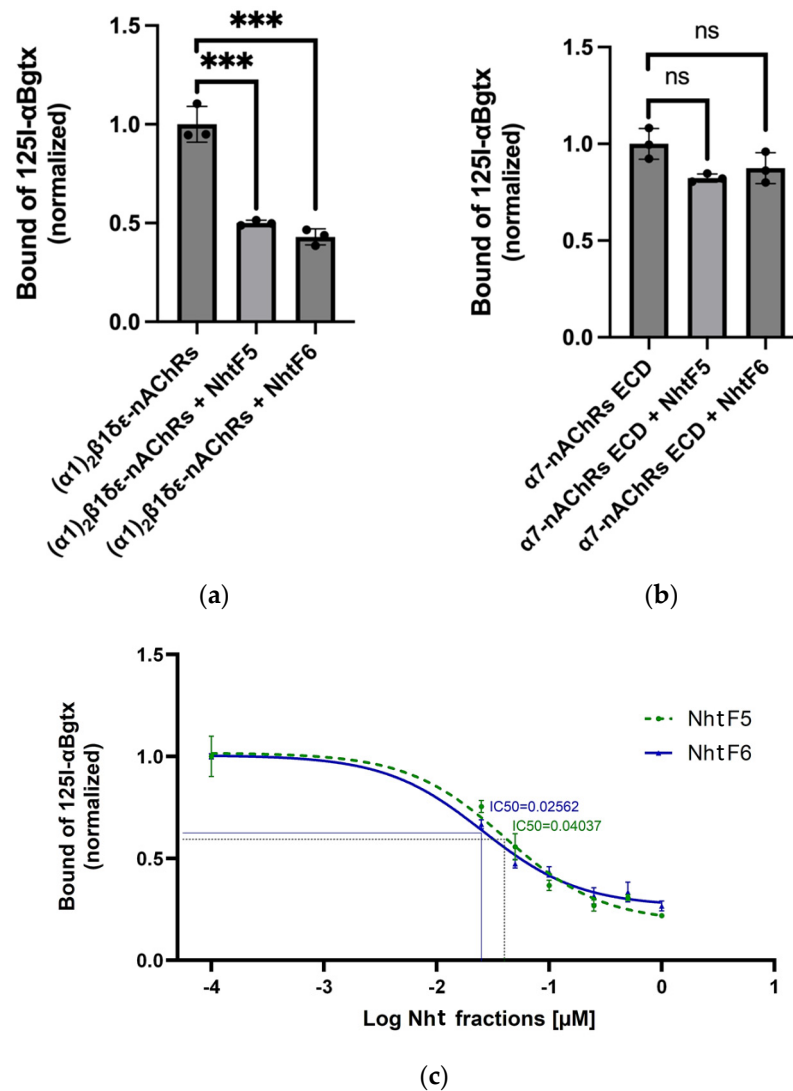 1.5
***
***
1.0
0.5
0.0
Bound of 125I-αBgtx
(normalized)
(α1)₂β1δε-nAChRs
(α1)₂β1δε-nAChRs + NhtF5
(α1)₂β1δε-nAChRs + NhtF6
(a)
1.5
ns
ns
1.0
0.5
0.0
Bound of 125I-αBgtx
(normalized)
α7-nAChRs ECD
α7-nAChRs ECD + NhtF5
α7-nAChRs ECD + NhtF6
(b)
1.5
1.0
0.5
0.0
Bound of 125I-αBgtx
(normalized)
NhtF5
NhtF6
IC50=0.02562
IC50=0.04037
-4 -3 -2 -1 0 1
Log Nht fractions [µM]
(c)